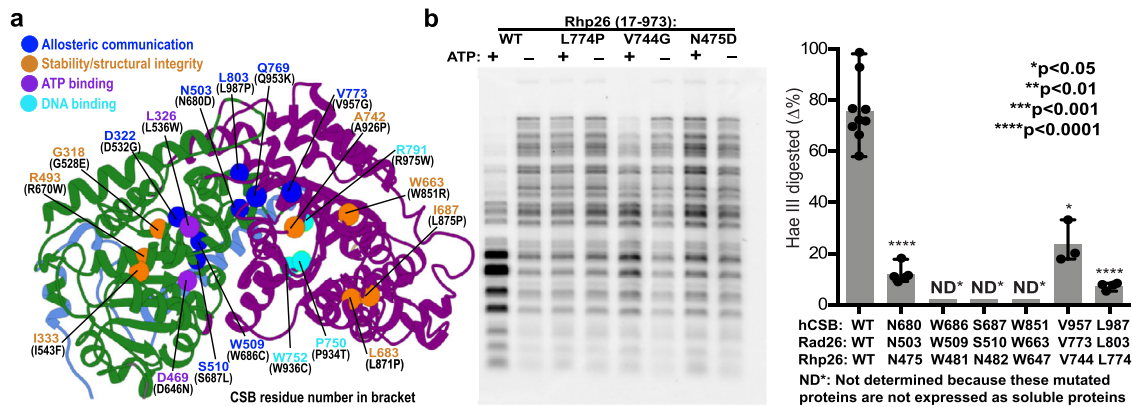 a
Allosteric communication
Stability/structural integrity
ATP binding
DNA binding
Q769
(Q953K)
L803
(L987P)
N503
(N680D)
V773
(V957G)
L326
(L536W)
A742
(A926P)
D322
(D532G)
R791
(R975W)
G318
(G528E)
R493
(R670W)
W663
(W851R)
I687
(L875P)
I333
(I543F)
W509
(W686C)
P750
(P934T)
L683
(L871P)
W752
(W936C)
S510
(S687L)
D469
(D646N)
CSB residue number in bracket
b
Rhp26 (17-973):
WT L774P V744G N475D
ATP: + – + – + – + –
Hae III digested (Δ%)
100
80
60
40
20
0
*p<0.05
**p<0.01
***p<0.001
****p<0.0001
**** ND* ND* ND* * ****
hCSB: WT N680 W686 S687 W851 V957 L987
Rad26: WT N503 W509 S510 W663 V773 L803
Rhp26: WT N475 W481 N482 W647 V744 L774
ND*: Not determined because these mutated
proteins are not expressed as soluble proteins